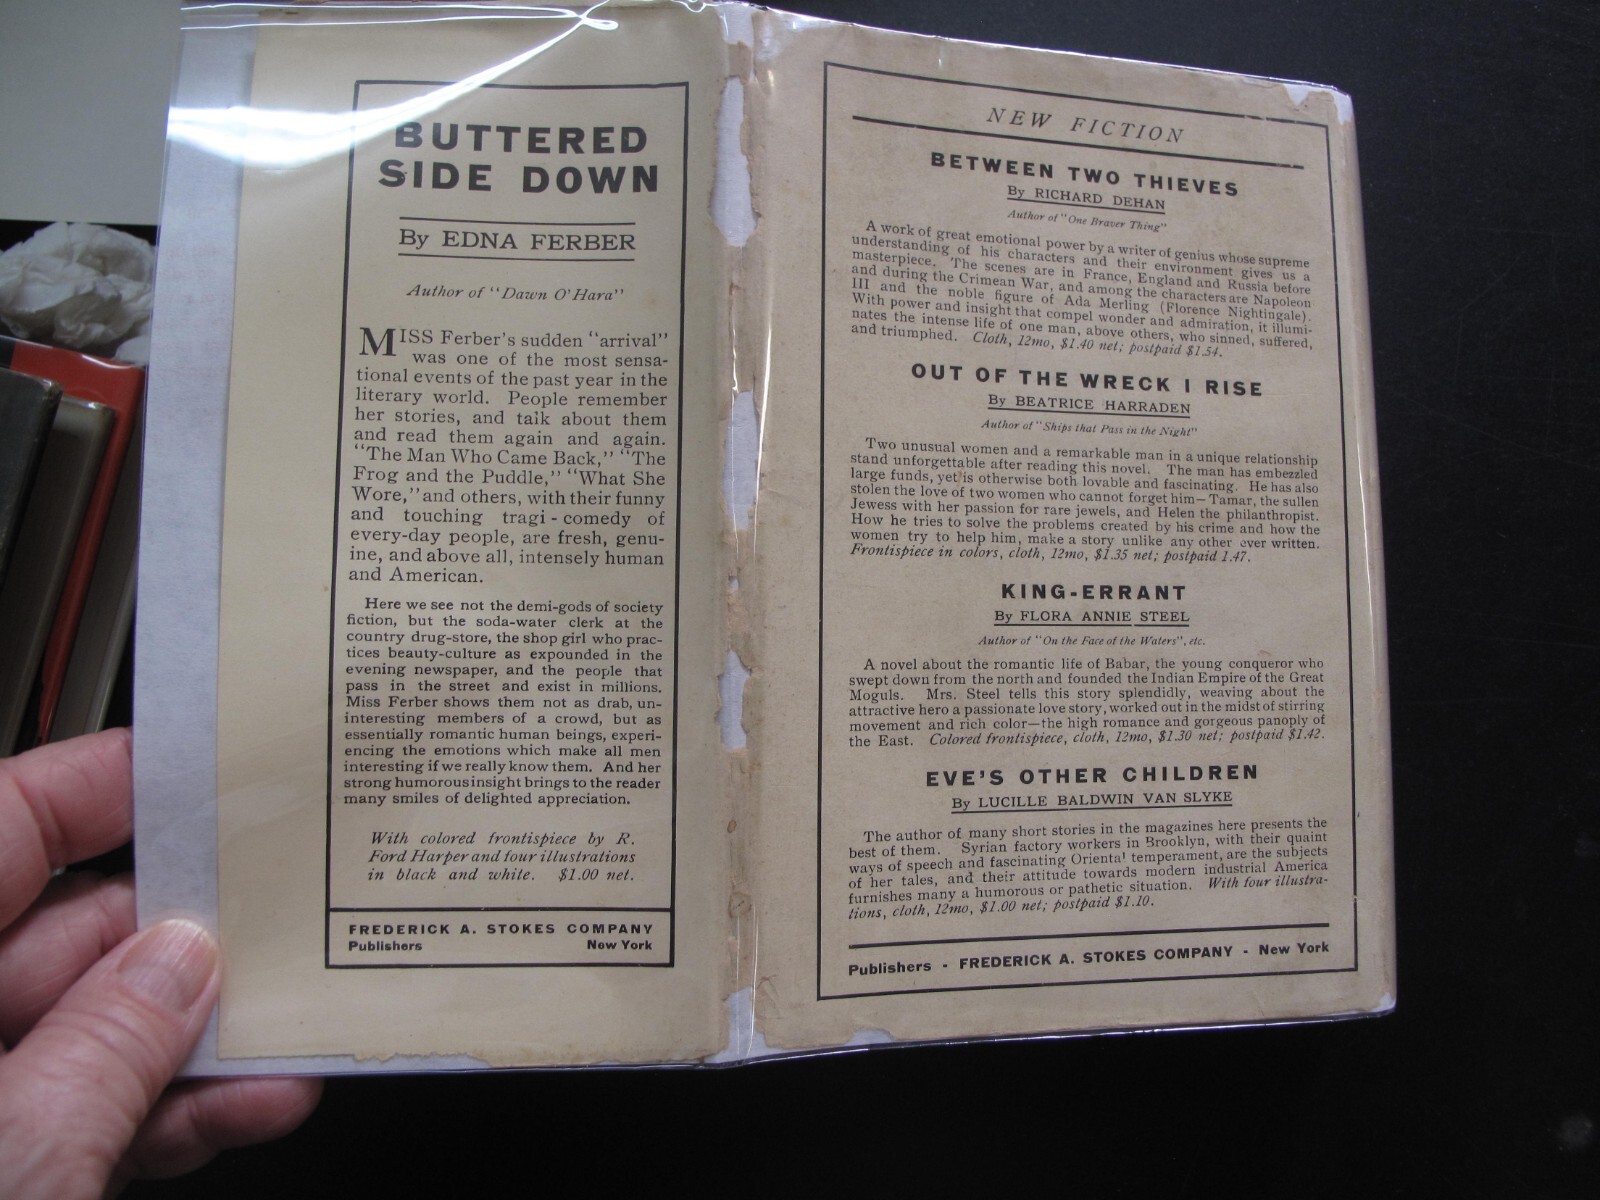 BUTTERED
SIDE DOWN
By EDNA FERBER
Author of "Dawn O'Hara"
MISS Ferber's sudden "arrival"
was one of the most sensa-
tional events of the past year in the
literary world. People remember
her stories, and talk about them
and read them again and again.
"The Man Who Came Back," "The
Frog and the Puddle," "What She
Wore," and others, with their funny
and touching tragi-comedy of
every-day people, are fresh, genu-
ine, and above all, intensely human
and American.
Here we see not the demi-gods of society
fiction, but the soda-water clerk at the
country drug-store, the shop girl who prac-
tices beauty-culture as expounded in the
evening newspaper, and the people that
pass in the street and exist in millions.
Miss Ferber shows them not as drab, un-
interesting members of a crowd, but as
essentially romantic human beings, experi-
encing the emotions which make all men
interesting if we really know them. And her
strong humorous insight brings to the reader
many smiles of delighted appreciation.
With colored frontispiece by R.
Ford Harper and four illustrations
in black and white. $1.00 net.
FREDERICK A. STOKES COMPANY
Publishers New York
NEW FICTION
BETWEEN TWO THIEVES
By RICHARD DEHAN
Author of "One Braver Thing"
A work of great emotional power by a writer of genius whose supreme
understanding of his characters and their environment gives us a
masterpiece. The scenes are in France, England and Russia before
and during the Crimean War, and among the characters are Napoleon
III and the noble figure of Ada Merling (Florence Nightingale).
With power and insight that compel wonder and admiration, it illumi-
nates the intense life of one man, above others, who sinned, suffered,
and triumphed. Cloth, 12mo, $1.40 net; postpaid $1.54.
OUT OF THE WRECK I RISE
By BEATRICE HARRADEN
Author of "Ships that Pass in the Night"
Two unusual women and a remarkable man in a unique relationship
stand unforgettable after reading this novel. The man has embezzled
large funds, yet is otherwise both lovable and fascinating. He has also
stolen the love of two women who cannot forget him—Tamar, the sullen
Jewess with her passion for rare jewels, and Helen the philanthropist.
How he tries to solve the problems created by his crime and how the
women try to help him, make a story unlike any other ever written.
Frontispiece in colors, cloth, 12mo, $1.35 net; postpaid 1.47.
KING-ERRANT
By FLORA ANNIE STEEL
Author of "On the Face of the Waters", etc.
A novel about the romantic life of Babar, the young conqueror who
swept down from the north and founded the Indian Empire of the Great
Moguls. Mrs. Steel tells this story splendidly, weaving about the
attractive hero a passionate love story, worked out in the midst of stirring
movement and rich color—the high romance and gorgeous panoply of
the East. Colored frontispiece, cloth, 12mo, $1.30 net; postpaid $1.42.
EVE'S OTHER CHILDREN
By LUCILLE BALDWIN VAN SLYKE
The author of many short stories in the magazines here presents the
best of them. Syrian factory workers in Brooklyn, with their quaint
ways of speech and fascinating Oriental temperament, are the subjects
of her tales, and their attitude towards modern industrial America
furnishes many a humorous or pathetic situation. With four illustra-
tions, cloth, 12mo, $1.00 net; postpaid $1.10.
Publishers - FREDERICK A. STOKES COMPANY - New York